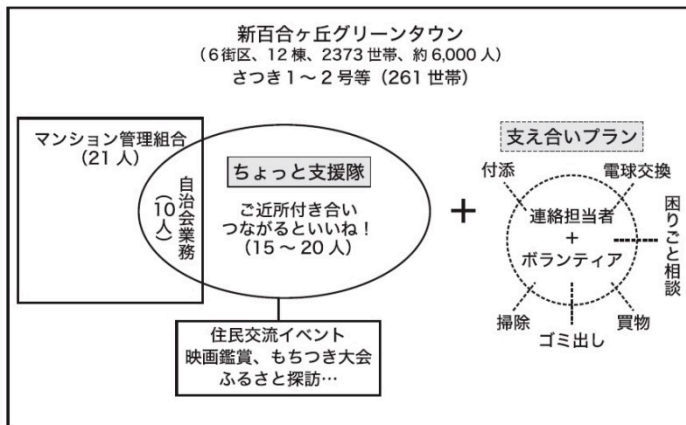 新百合ヶ丘グリーンタウン
(6街区、12棟、2373世帯、約6,000人)
さつき1～2号等(261世帯)
マンション管理組合
(21人)
自治会業務
(10人)
ちょっと支援隊
ご近所付き合い
つながるといいね！
(15～20人)
住民交流イベント
映画鑑賞、もちつき大会
ふるさと探訪…
+
支え合いプラン
付添
電球交換
連絡担当者
+
ボランティア
困りごと相談
掃除
ゴミ出し
買物